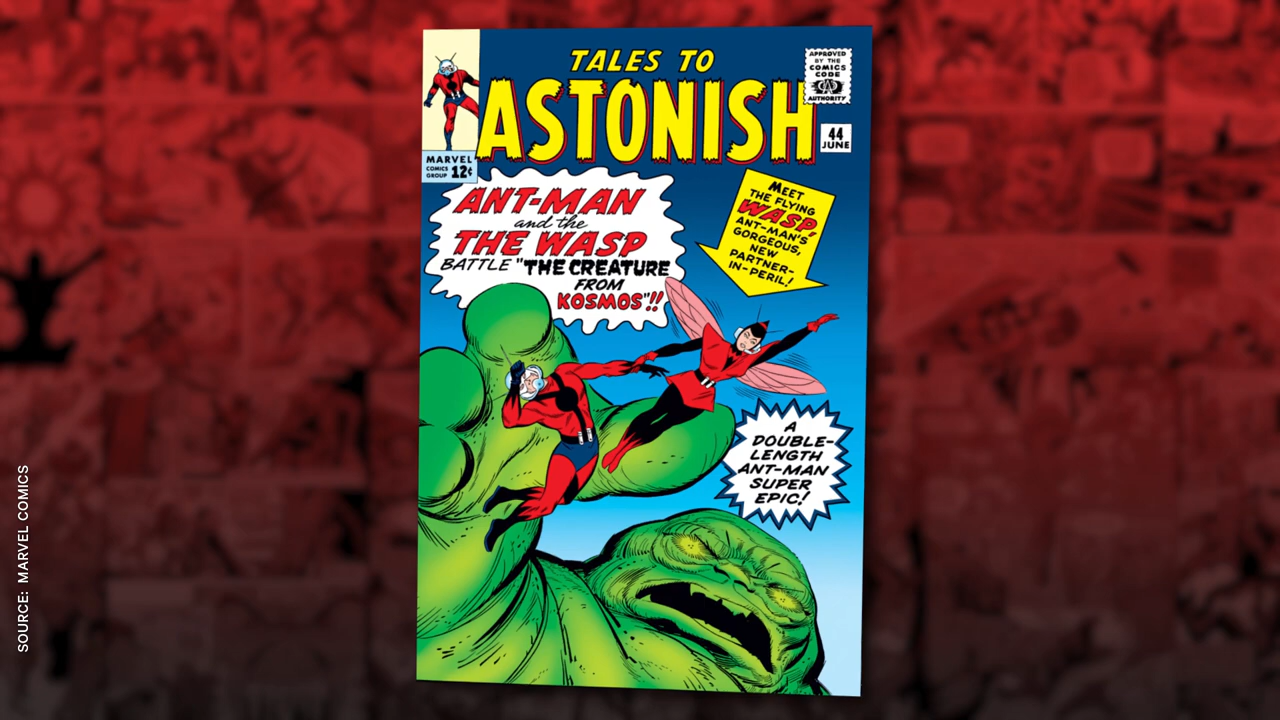 TALES TO
ASTONISH
APPROVED
BY THE
COMICS
CODE
AUTHORITY
44
JUNE
MARVEL
COMICS
GROUP 12¢
ANT-MAN
and the
THE WASP
BATTLE "THE CREATURE
FROM
KOSMOS"!!
MEET
THE FLYING
WASP,
ANT-MAN'S
GORGEOUS,
NEW
PARTNER-
IN-PERIL!
A
DOUBLE-
LENGTH
ANT-MAN
SUPER
EPIC!
SOURCE: MARVEL COMICS